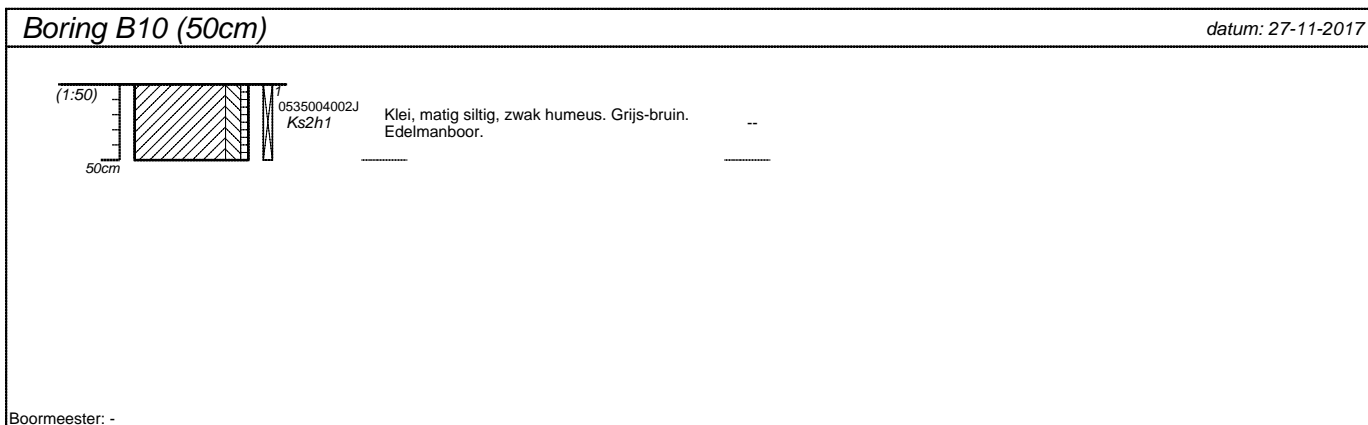 Boring B10 (50cm)
datum: 27-11-2017
(1:50)
1
0535004002J
Ks2h1
Klei, matig siltig, zwak humeus. Grijs-bruin.
Edelmanboor.
--
50cm
Boormeester: -